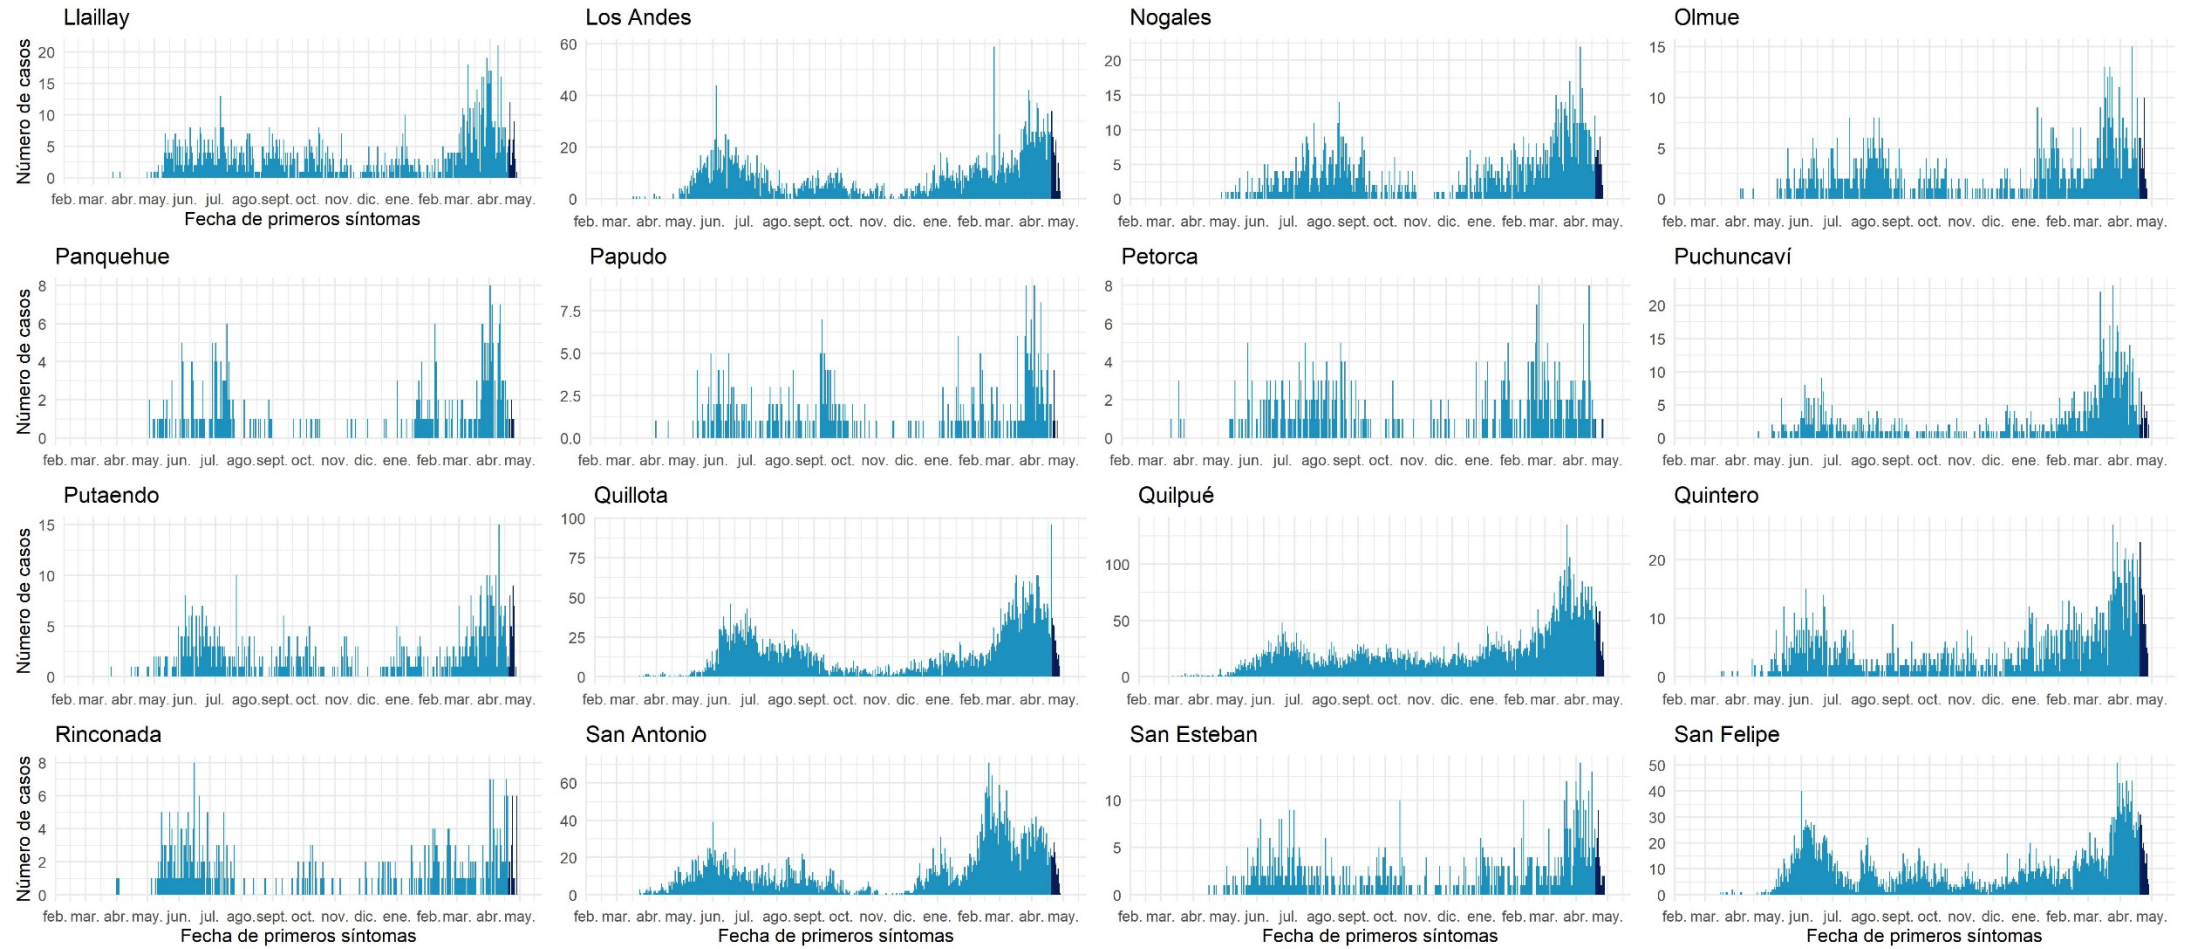 Llaillay
Número de casos
20
15
10
5
0
feb. mar. abr. may. jun. jul. ago. sept. oct. nov. dic. ene. feb. mar. abr. may.
Fecha de primeros síntomas
Los Andes
60
40
20
0
feb. mar. abr. may. jun. jul. ago. sept. oct. nov. dic. ene. feb. mar. abr. may.
Nogales
20
15
10
5
0
feb. mar. abr. may. jun. jul. ago. sept. oct. nov. dic. ene. feb. mar. abr. may.
Olmue
15
10
5
0
feb. mar. abr. may. jun. jul. ago. sept. oct. nov. dic. ene. feb. mar. abr. may.
Panquehue
Número de casos
8
6
4
2
0
feb. mar. abr. may. jun. jul. ago. sept. oct. nov. dic. ene. feb. mar. abr. may.
Papudo
7.5
5.0
2.5
0.0
feb. mar. abr. may. jun. jul. ago. sept. oct. nov. dic. ene. feb. mar. abr. may.
Petorca
8
6
4
2
0
feb. mar. abr. may. jun. jul. ago. sept. oct. nov. dic. ene. feb. mar. abr. may.
Puchuncaví
20
15
10
5
0
feb. mar. abr. may. jun. jul. ago. sept. oct. nov. dic. ene. feb. mar. abr. may.
Putaendo
Número de casos
15
10
5
0
feb. mar. abr. may. jun. jul. ago. sept. oct. nov. dic. ene. feb. mar. abr. may.
Quillota
100
75
50
25
0
feb. mar. abr. may. jun. jul. ago. sept. oct. nov. dic. ene. feb. mar. abr. may.
Quilpué
100
50
0
feb. mar. abr. may. jun. jul. ago. sept. oct. nov. dic. ene. feb. mar. abr. may.
Quintero
20
10
0
feb. mar. abr. may. jun. jul. ago. sept. oct. nov. dic. ene. feb. mar. abr. may.
Rinconada
Número de casos
8
6
4
2
0
feb. mar. abr. may. jun. jul. ago. sept. oct. nov. dic. ene. feb. mar. abr. may.
Fecha de primeros síntomas
San Antonio
60
40
20
0
feb. mar. abr. may. jun. jul. ago. sept. oct. nov. dic. ene. feb. mar. abr. may.
Fecha de primeros síntomas
San Esteban
10
5
0
feb. mar. abr. may. jun. jul. ago. sept. oct. nov. dic. ene. feb. mar. abr. may.
Fecha de primeros síntomas
San Felipe
50
40
30
20
10
0
feb. mar. abr. may. jun. jul. ago. sept. oct. nov. dic. ene. feb. mar. abr. may.
Fecha de primeros síntomas